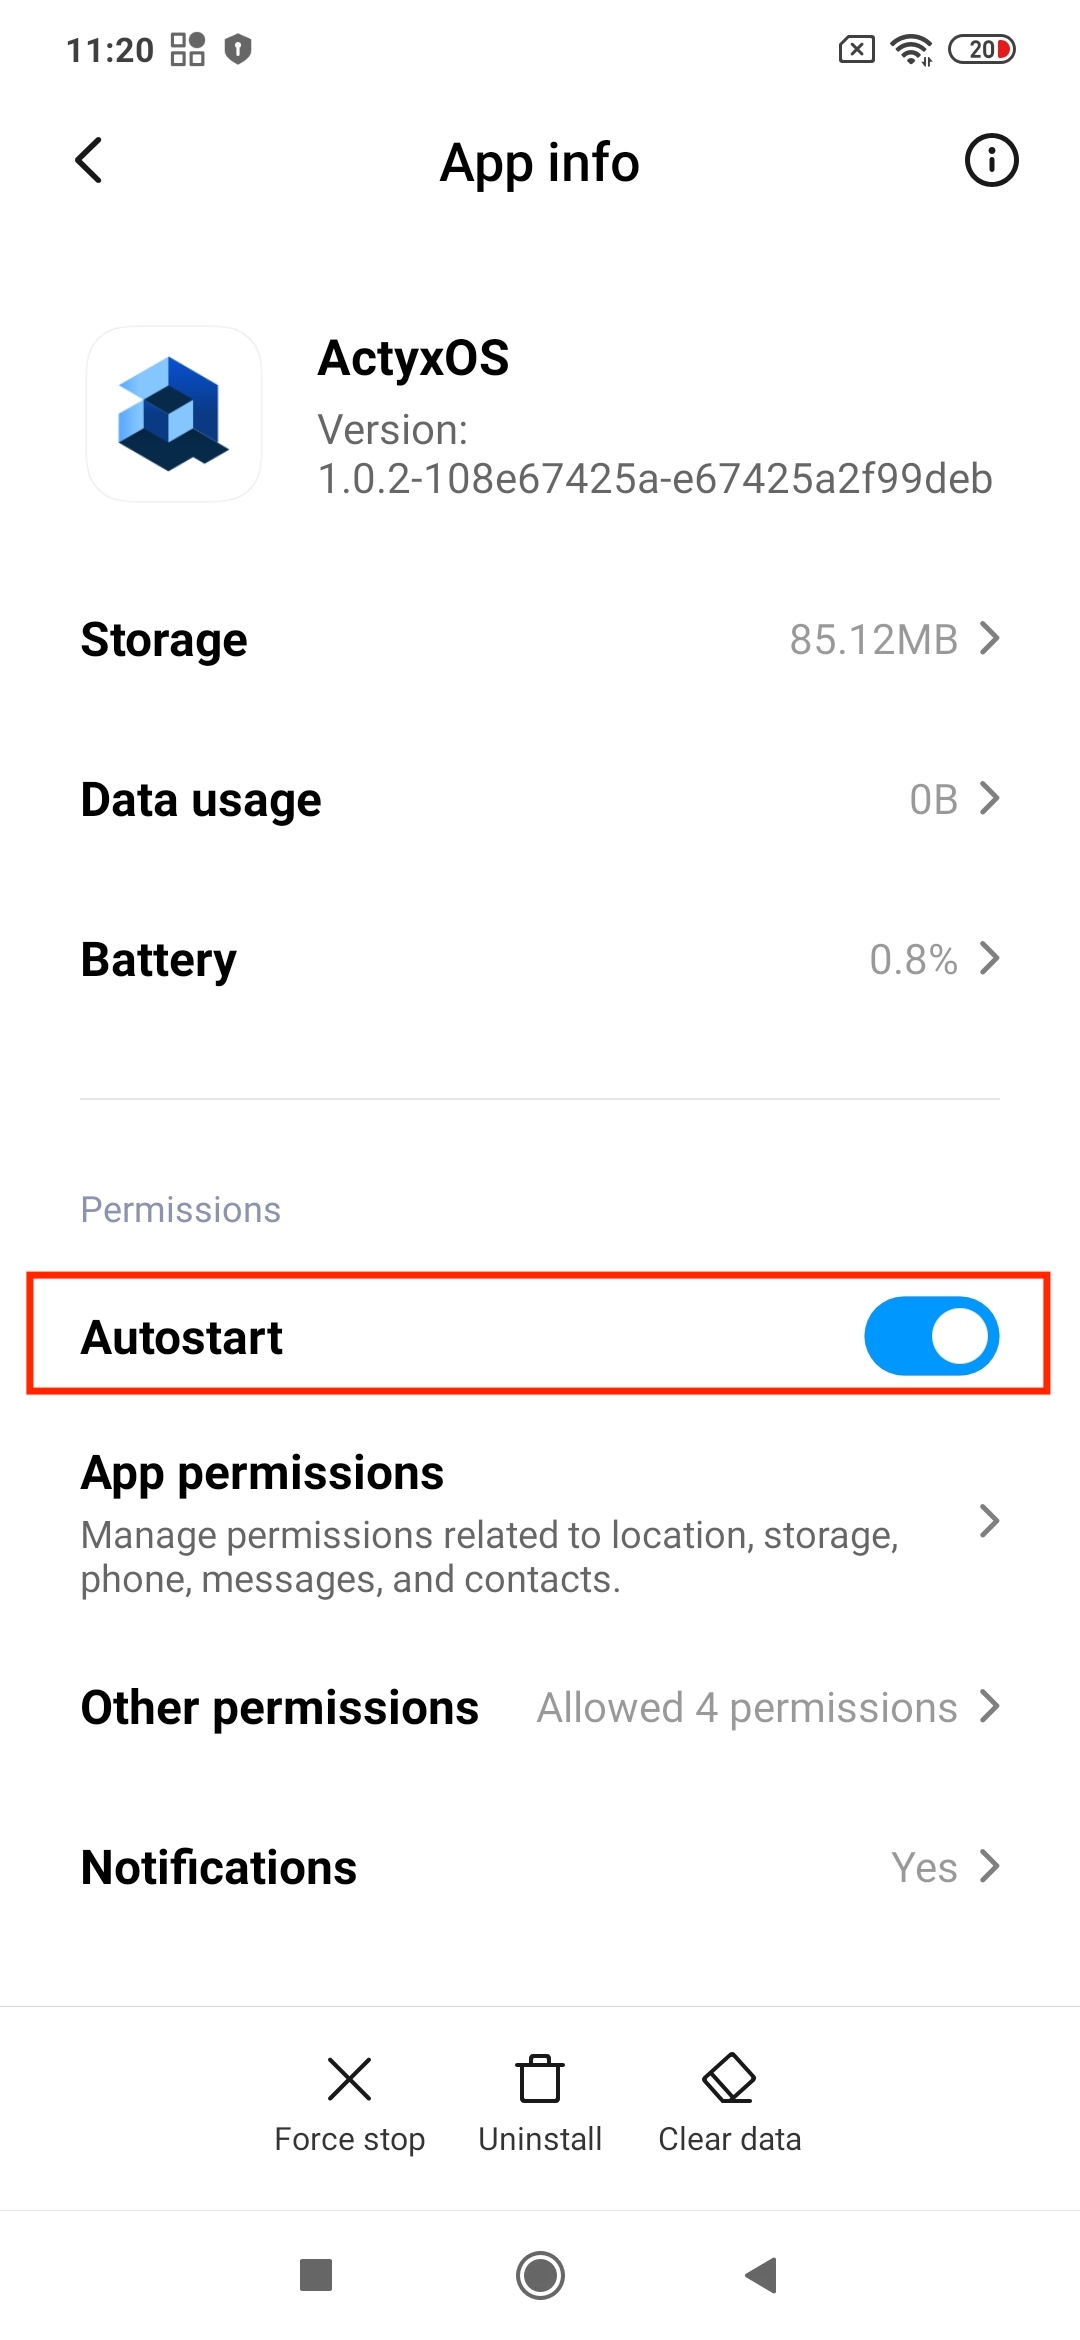 11:20
20
App info
ActyxOS
Version:
1.0.2-108e67425a-e67425a2f99deb
Storage 85.12MB
Data usage 0B
Battery 0.8%
Permissions
Autostart
App permissions
Manage permissions related to location, storage,
phone, messages, and contacts.
Other permissions Allowed 4 permissions
Notifications Yes
Force stop Uninstall Clear data